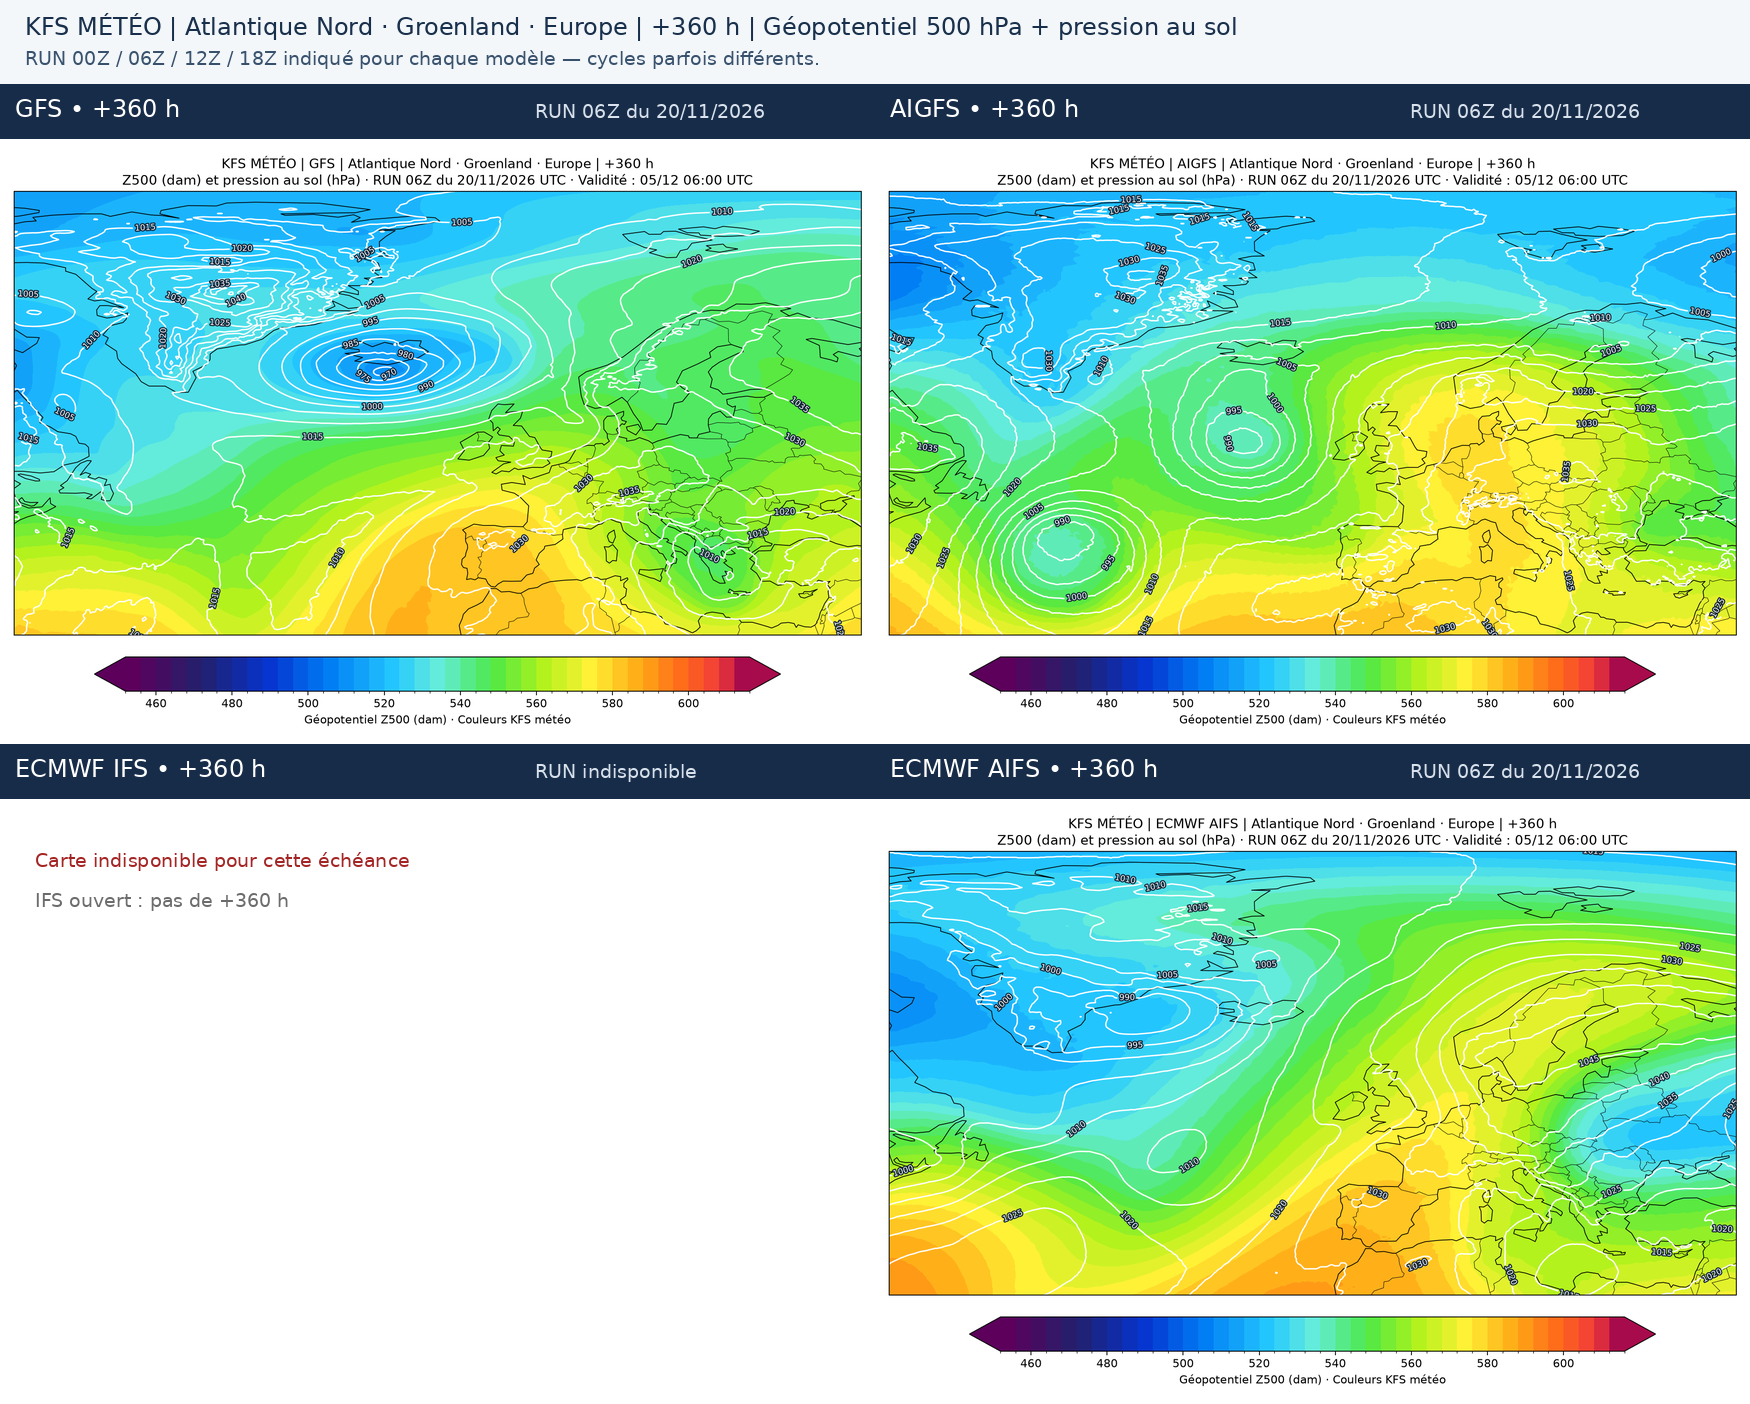 KFS MÉTÉO | Atlantique Nord · Groenland · Europe | +360 h | Géopotentiel 500 hPa + pression au sol
RUN 00Z / 06Z / 12Z / 18Z indiqué pour chaque modèle — cycles parfois différents.
GFS • +360 h
RUN 06Z du 20/11/2026
KFS MÉTÉO | GFS | Atlantique Nord · Groenland · Europe | +360 h
Z500 (dam) et pression au sol (hPa) · RUN 06Z du 20/11/2026 UTC · Validité : 05/12 06:00 UTC
460 480 500 520 540 560 580 600
Géopotentiel Z500 (dam) · Couleurs KFS météo
AIGFS • +360 h
RUN 06Z du 20/11/2026
KFS MÉTÉO | AIGFS | Atlantique Nord · Groenland · Europe | +360 h
Z500 (dam) et pression au sol (hPa) · RUN 06Z du 20/11/2026 UTC · Validité : 05/12 06:00 UTC
460 480 500 520 540 560 580 600
Géopotentiel Z500 (dam) · Couleurs KFS météo
ECMWF IFS • +360 h
RUN indisponible
Carte indisponible pour cette échéance
IFS ouvert : pas de +360 h
ECMWF AIFS • +360 h
RUN 06Z du 20/11/2026
KFS MÉTÉO | ECMWF AIFS | Atlantique Nord · Groenland · Europe | +360 h
Z500 (dam) et pression au sol (hPa) · RUN 06Z du 20/11/2026 UTC · Validité : 05/12 06:00 UTC
460 480 500 520 540 560 580 600
Géopotentiel Z500 (dam) · Couleurs KFS météo